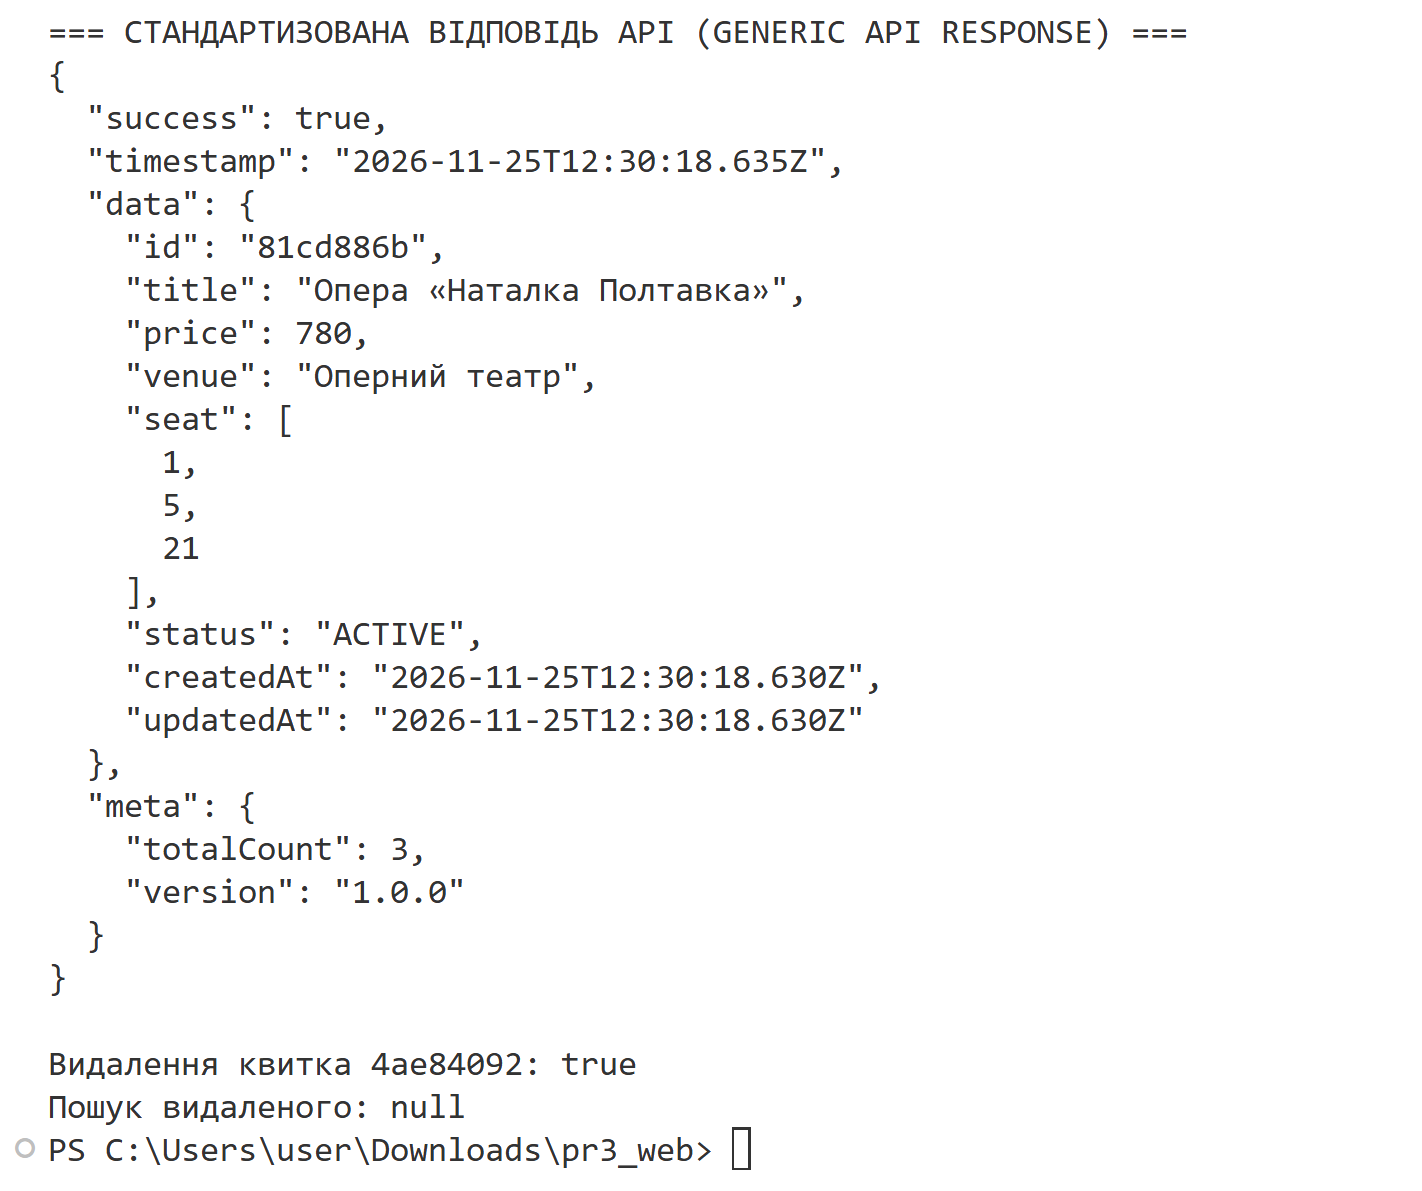 === СТАНДАРТИЗОВАНА ВІДПОВІДЬ API (GENERIC API RESPONSE) ===
{
  "success": true,
  "timestamp": "2026-11-25T12:30:18.635Z",
  "data": {
    "id": "81cd886b",
    "title": "Опера «Наталка Полтавка»",
    "price": 780,
    "venue": "Оперний театр",
    "seat": [
      1,
      5,
      21
    ],
    "status": "ACTIVE",
    "createdAt": "2026-11-25T12:30:18.630Z",
    "updatedAt": "2026-11-25T12:30:18.630Z"
  },
  "meta": {
    "totalCount": 3,
    "version": "1.0.0"
  }
}

Видалення квитка 4ae84092: true
Пошук видаленого: null
PS C:\Users\user\Downloads\pr3_web>